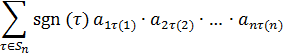 ∑_{τ∈S_n} sgn (τ) a_{1τ(1)} · a_{2τ(2)} · … · a_{nτ(n)}